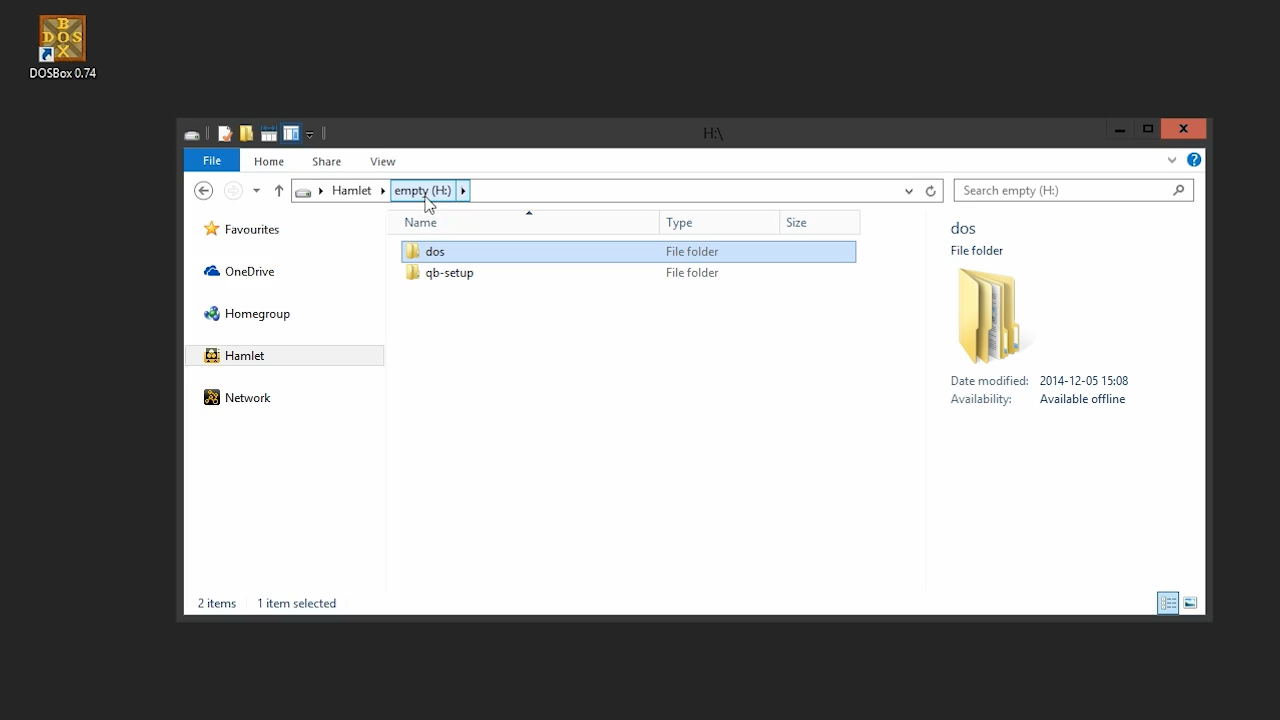 B
DOS
X
DOSBox 0.74
H:\
File Home Share View
Hamlet empty (H:) Search empty (H:)
Favourites
OneDrive
Homegroup
Hamlet
Network
Name Type Size
dos File folder
qb-setup File folder
dos
File folder
Date modified: 2014-12-05 15:08
Availability: Available offline
2 items 1 item selected